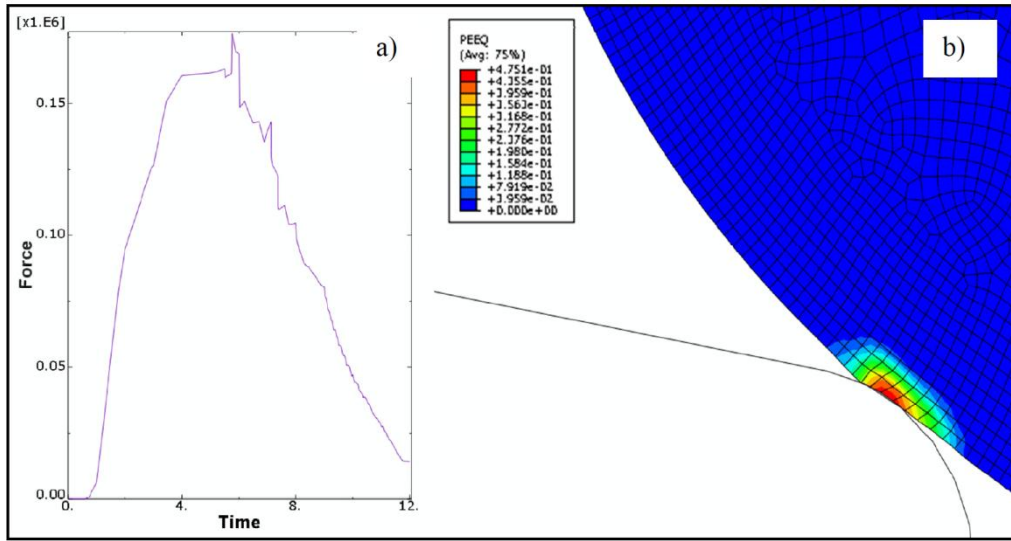 [x1.E6]
a)
0.15
0.10
0.05
0.00
Force
0.
4.
8.
12.
Time
PEEQ
(Avg: 75%)
+4.751e-01
+4.355e-01
+3.959e-01
+3.563e-01
+3.168e-01
+2.772e-01
+2.376e-01
+1.980e-01
+1.584e-01
+1.188e-01
+7.919e-02
+3.959e-02
+0.000e+00
b)